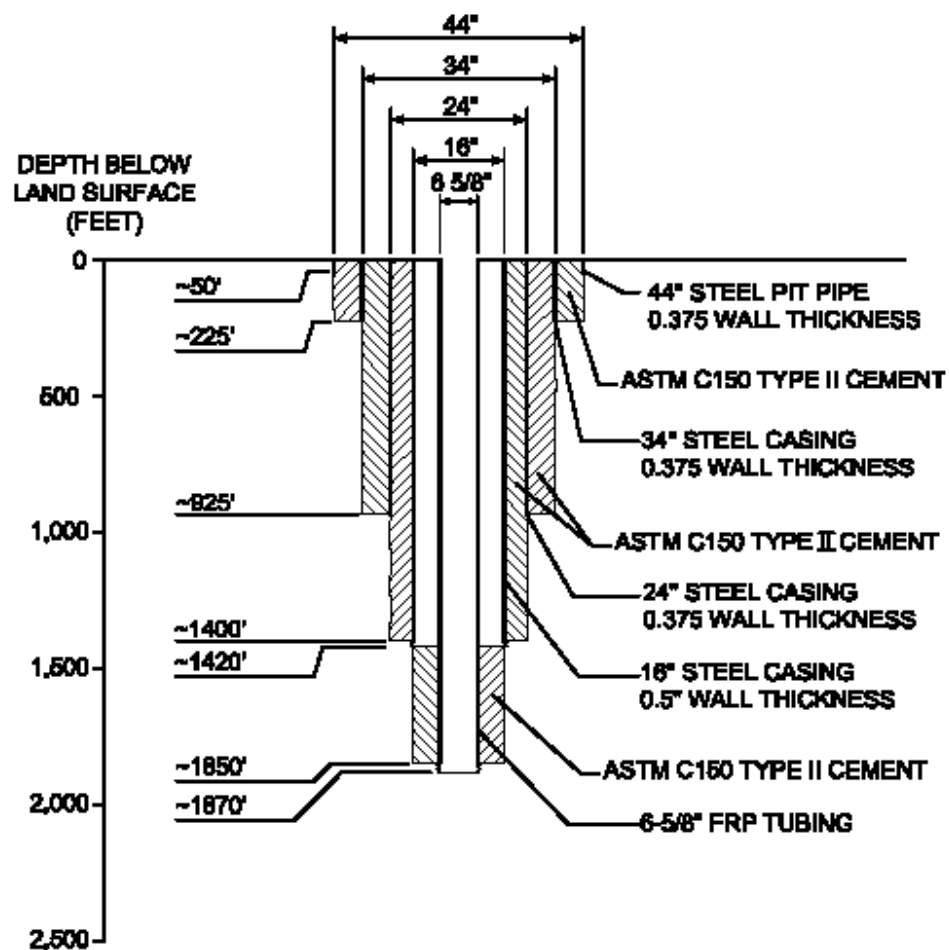 44"
34"
24"
16"
6 5/8"
DEPTH BELOW
LAND SURFACE
(FEET)
0
~50'
~225'
500
~925'
1,000
~1400'
~1420'
1,500
~1850'
~1870'
2,000
2,500
44" STEEL PIT PIPE
0.375 WALL THICKNESS
ASTM C150 TYPE II CEMENT
34" STEEL CASING
0.375 WALL THICKNESS
ASTM C150 TYPE II CEMENT
24" STEEL CASING
0.375 WALL THICKNESS
16" STEEL CASING
0.5" WALL THICKNESS
ASTM C150 TYPE II CEMENT
6-5/8" FRP TUBING